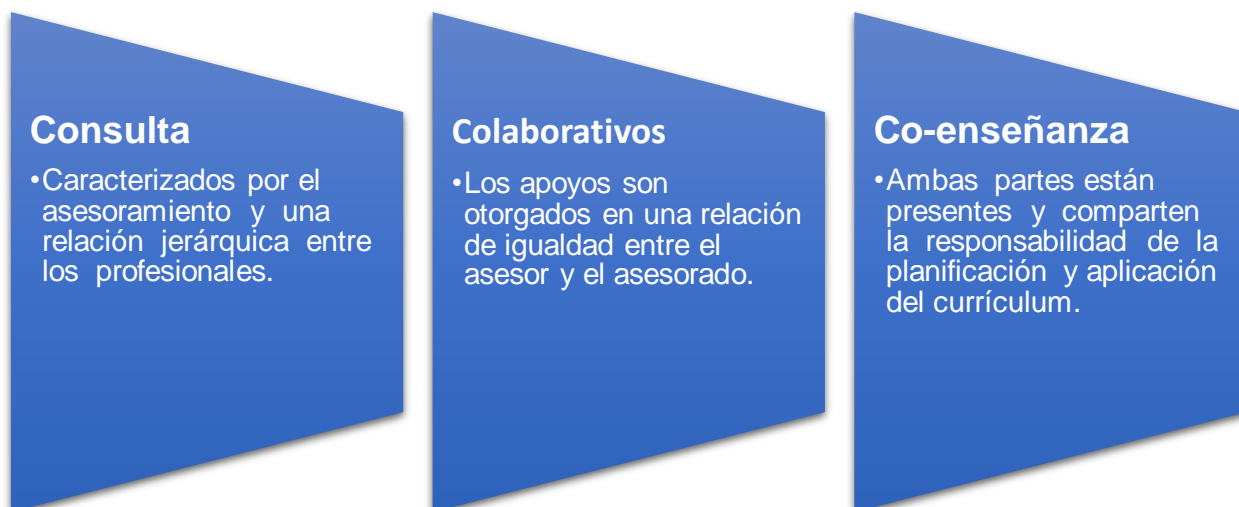 Consulta
•Caracterizados por el
asesoramiento y una
relación jerárquica entre
los profesionales.
Colaborativos
•Los apoyos son
otorgados en una relación
de igualdad entre el
asesor y el asesorado.
Co-enseñanza
•Ambas partes están
presentes y comparten
la responsabilidad de la
planificación y aplicación
del currículum.